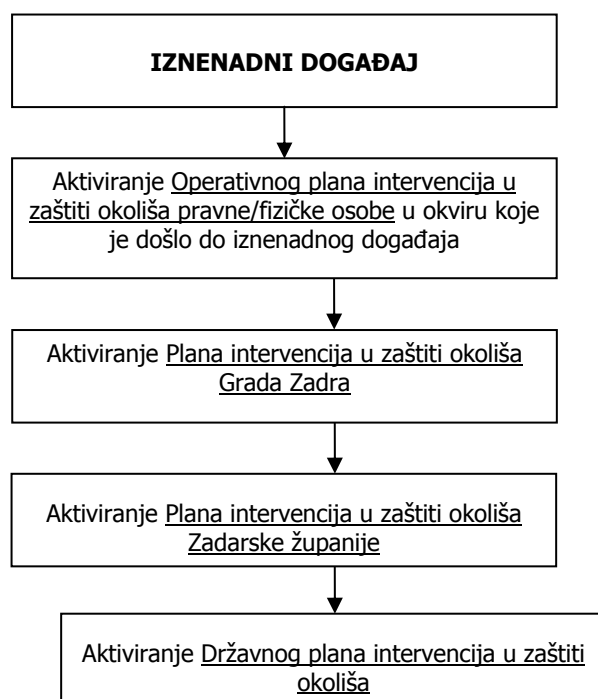 IZNENADNI DOGAĐAJ
Aktiviranje Operativnog plana intervencija u
zaštiti okoliša pravne/fizičke osobe u okviru koje
je došlo do iznenadnog događaja
Aktiviranje Plana intervencija u zaštiti okoliša
Grada Zadra
Aktiviranje Plana intervencija u zaštiti okoliša
Zadarske županije
Aktiviranje Državnog plana intervencija u zaštiti
okoliša